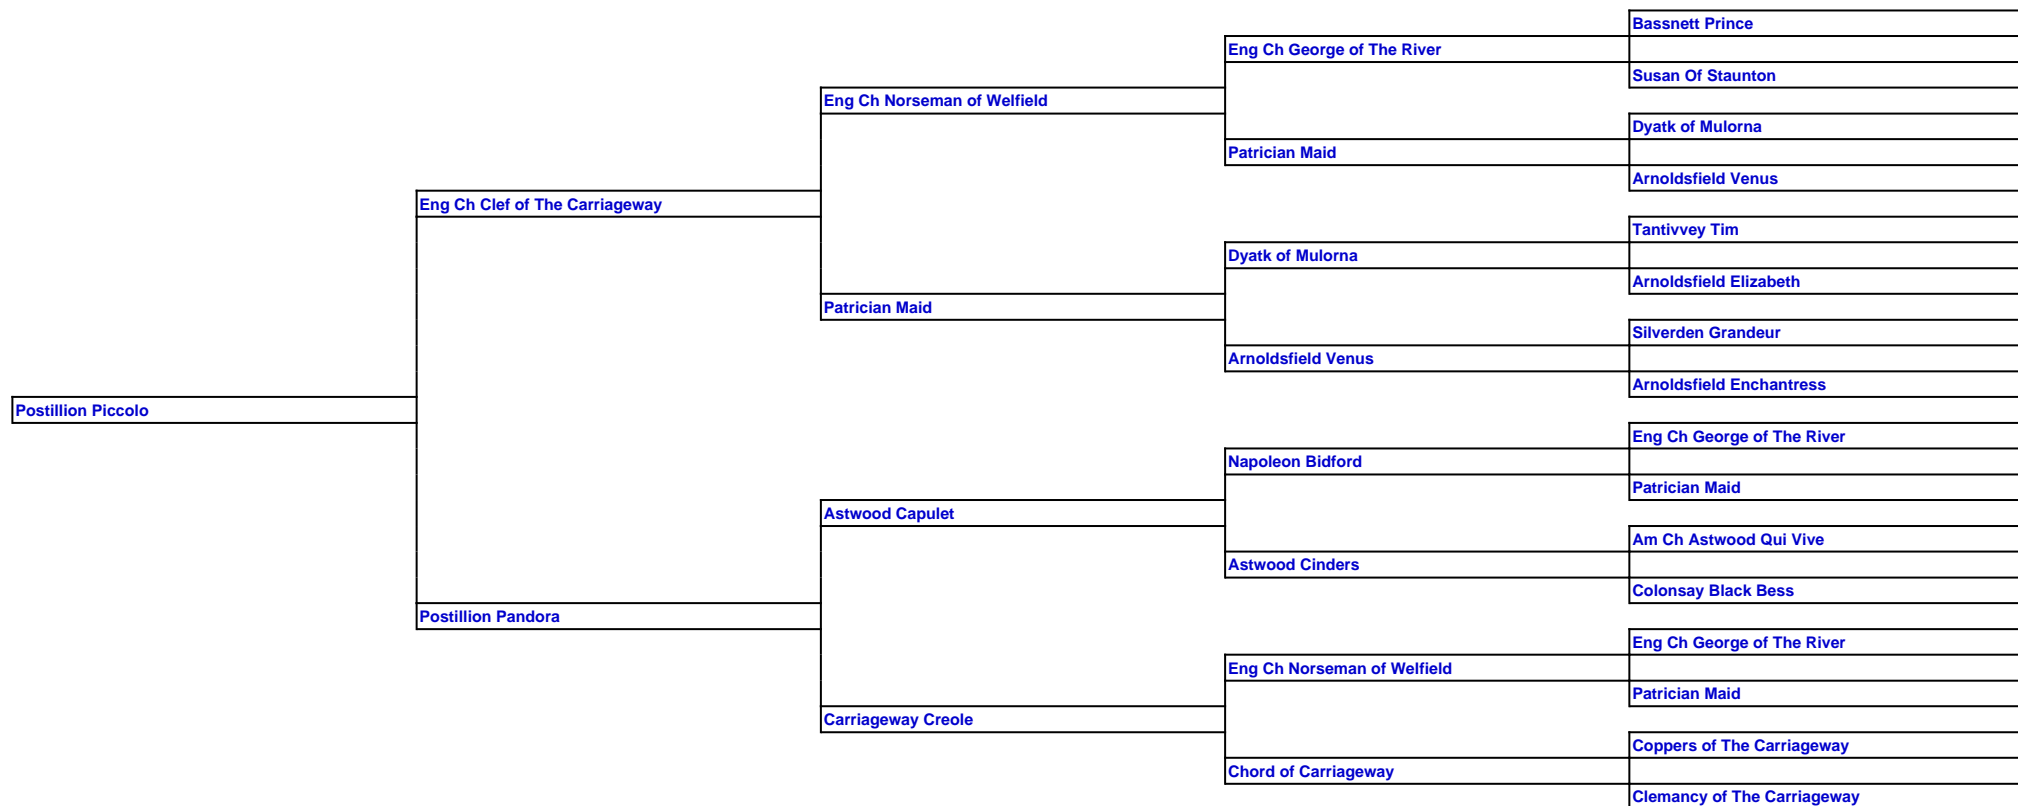 Bassnett Prince
Eng Ch George of The River
Susan Of Staunton
Eng Ch Norseman of Welfield
Dyatk of Mulorna
Patrician Maid
Arnoldsfield Venus
Eng Ch Clef of The Carriageway
Tantivvey Tim
Dyatk of Mulorna
Arnoldsfield Elizabeth
Patrician Maid
Silverden Grandeur
Arnoldsfield Venus
Arnoldsfield Enchantress
Postillion Piccolo
Eng Ch George of The River
Napoleon Bidford
Patrician Maid
Astwood Capulet
Am Ch Astwood Qui Vive
Astwood Cinders
Colonsay Black Bess
Postillion Pandora
Eng Ch George of The River
Eng Ch Norseman of Welfield
Patrician Maid
Carriageway Creole
Coppers of The Carriageway
Chord of Carriageway
Clemancy of The Carriageway